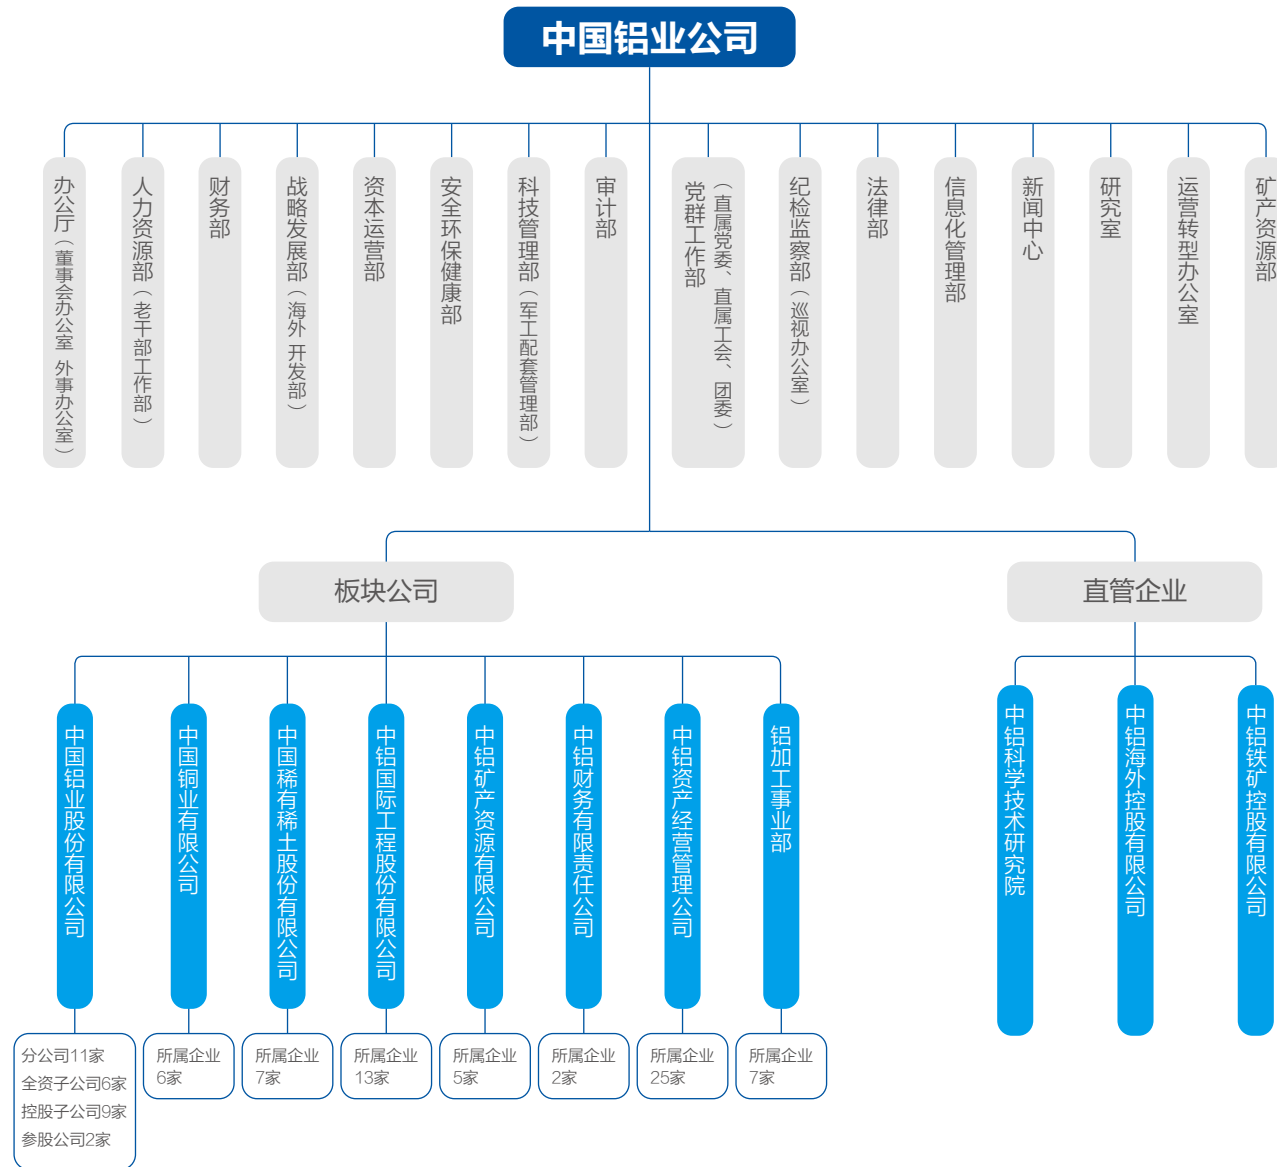 中国铝业公司
办公厅（董事会办公室 外事办公室）
人力资源部（老干部工作部）
财务部
战略发展部（海外 开发部）
资本运营部
安全环保健康部
科技管理部（军工配套管理部）
审计部
党群工作部
（直属党委、直属工会、团委）
纪检监察部（巡视办公室）
法律部
信息化管理部
新闻中心
研究室
运营转型办公室
矿产资源部
板块公司
直管企业
中国铝业股份有限公司
中国铜业有限公司
中国稀有稀土股份有限公司
中铝国际工程股份有限公司
中铝矿产资源有限公司
中铝财务有限责任公司
中铝资产经营管理公司
铝加工事业部
中铝科学技术研究院
中铝海外控股有限公司
中铝铁矿控股有限公司
分公司11家
全资子公司6家
控股子公司9家
参股公司2家
所属企业
6家
所属企业
7家
所属企业
13家
所属企业
5家
所属企业
2家
所属企业
25家
所属企业
7家